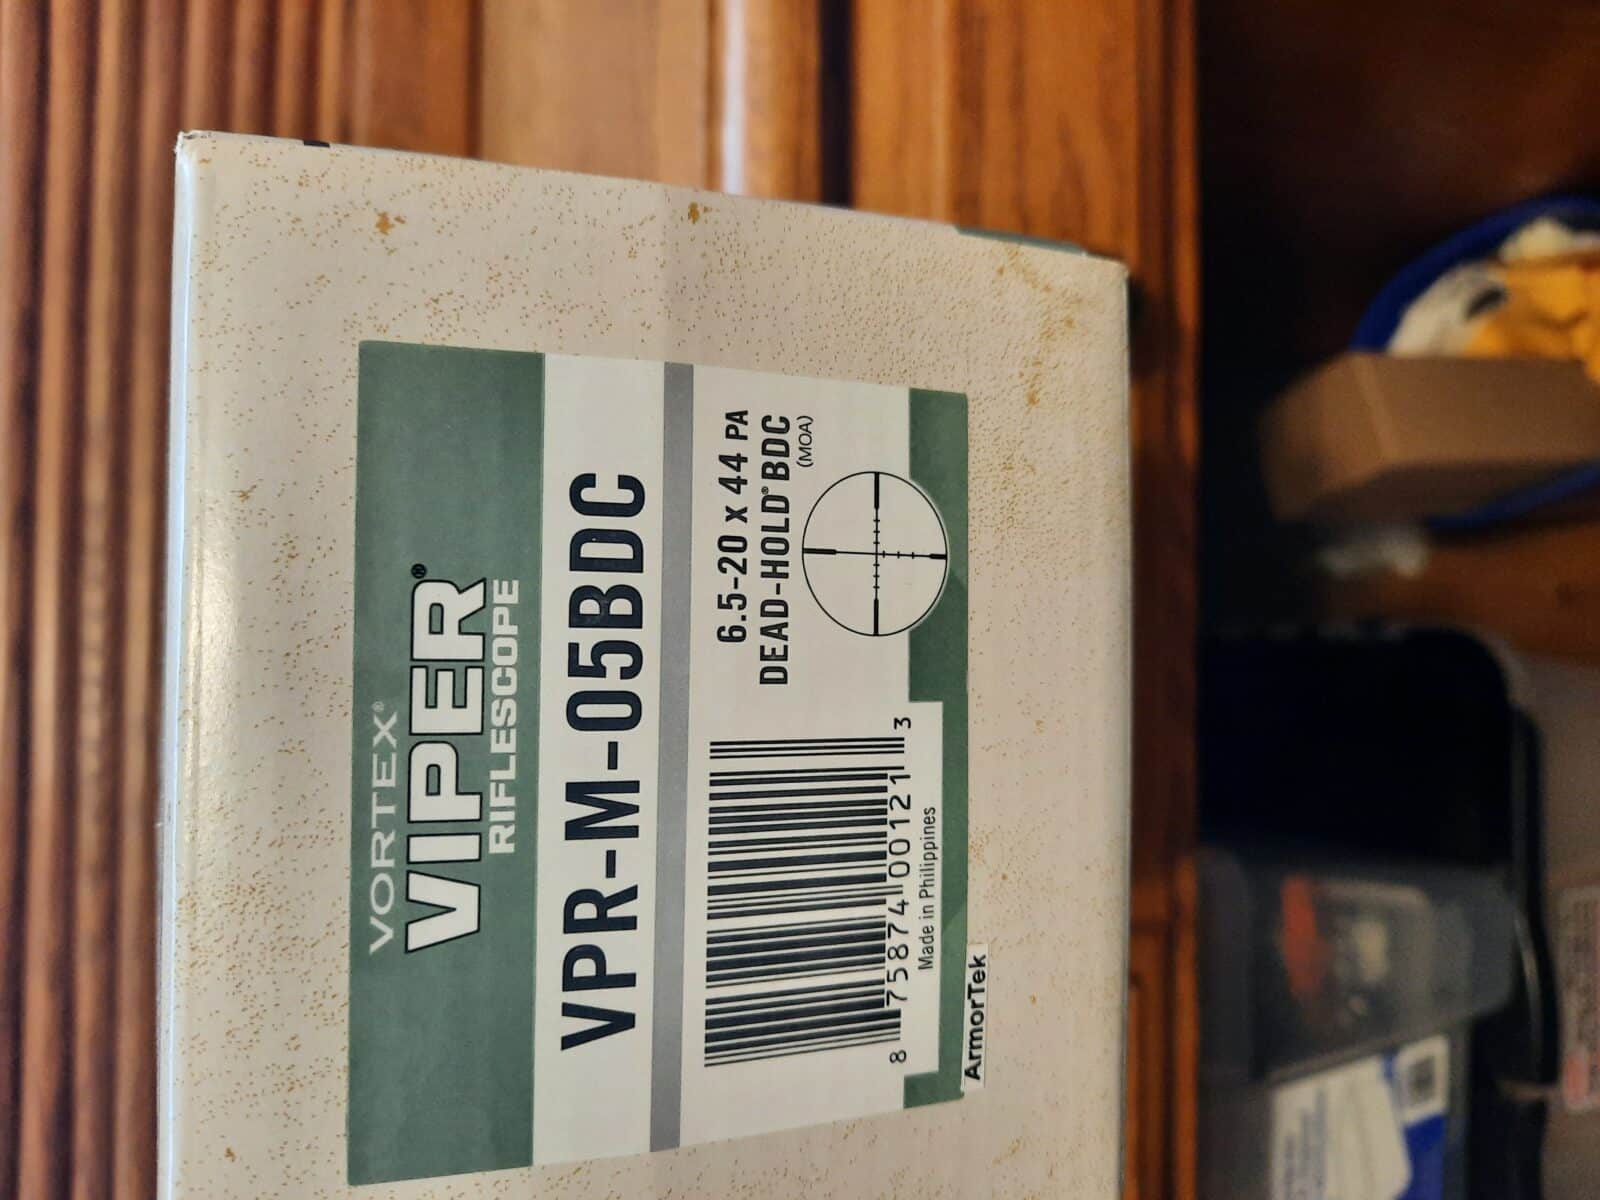 VORTEX®
VIPER®
RIFLESCOPE
VPR-M-05BDC
6.5-20 x 44 PA
DEAD-HOLD® BDC
(MOA)
8 75874 00121 3
Made in Philippines
ArmorTek